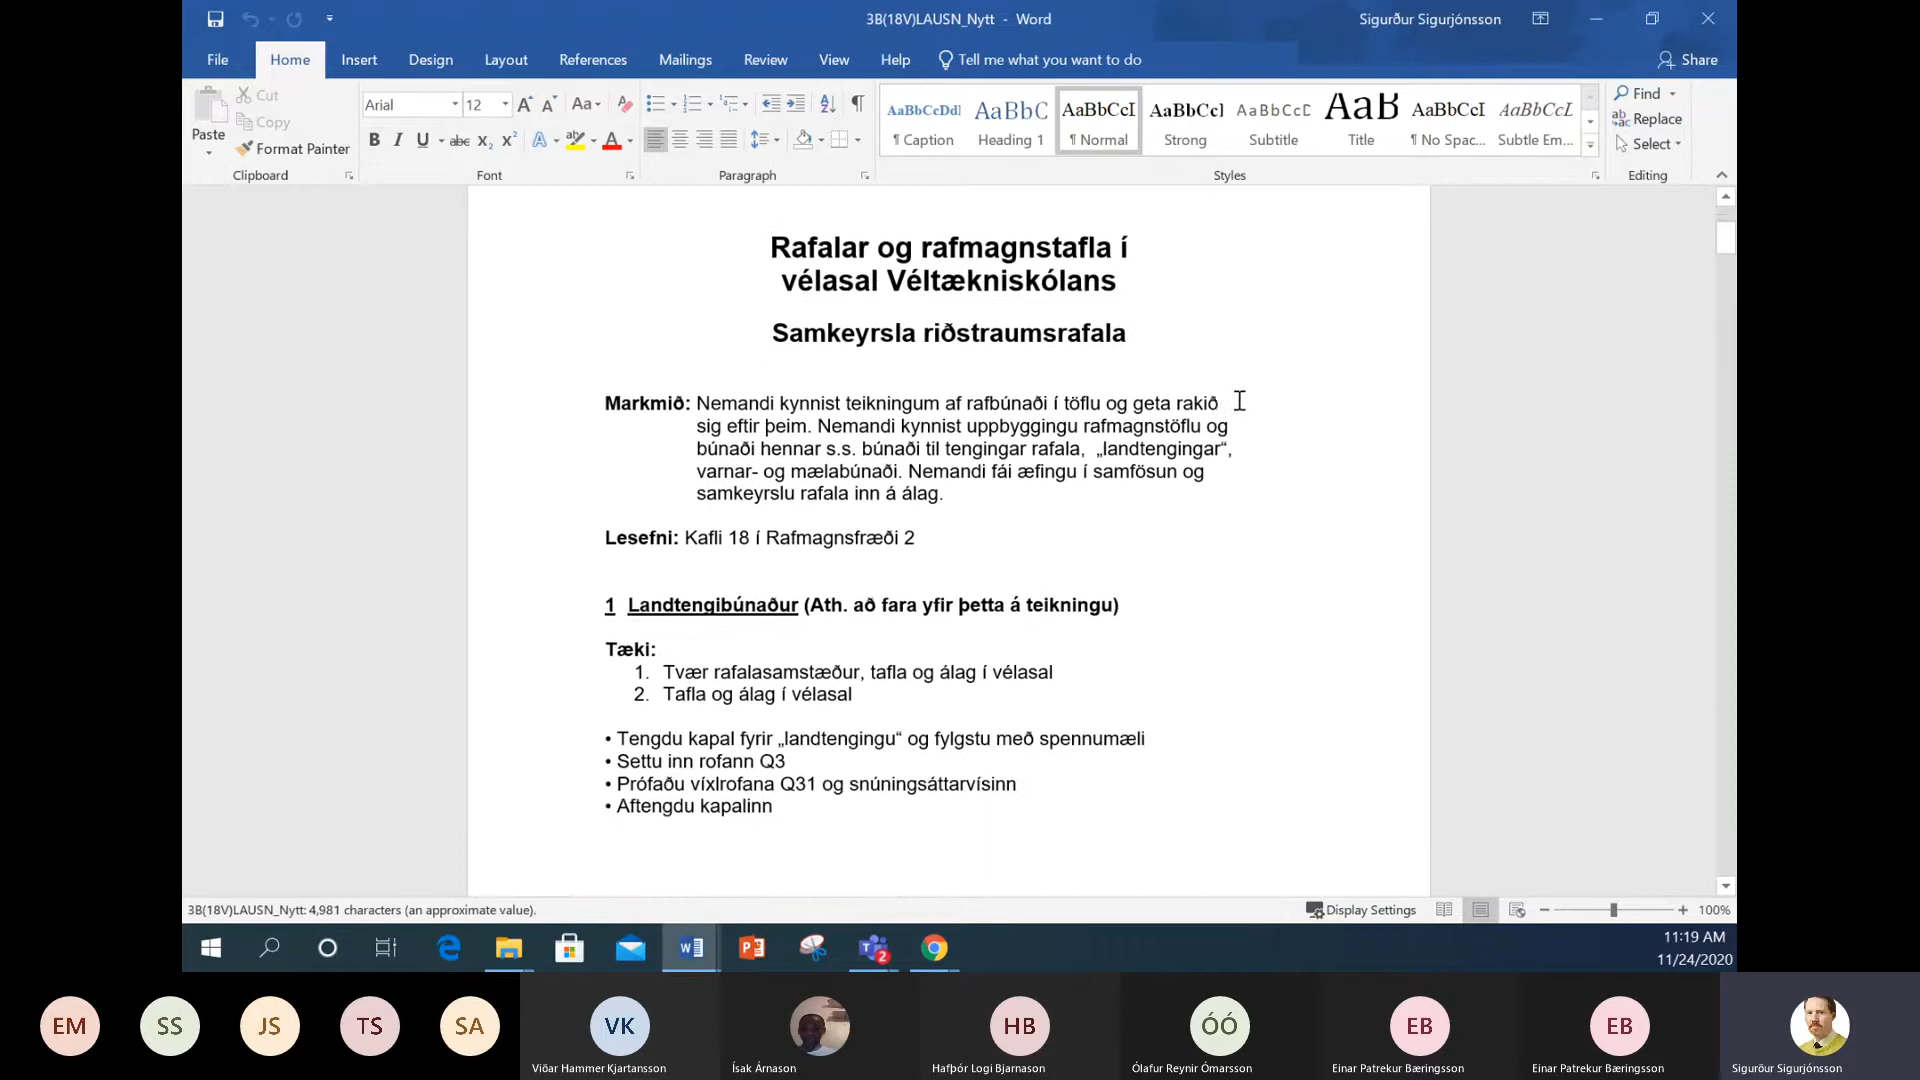 3B(18V)LAUSN_Nytt - Word
Sigurður Sigurjónsson
File Home Insert Design Layout References Mailings Review View Help Tell me what you want to do Share
Paste
Cut
Copy
Format Painter
Clipboard
Arial 12
Font
Paragraph
AaBbCcDdI AaBbC AaBbCcI AaBbCcI AaBbCcD AaB AaBbCcI AaBbCcL
¶ Caption Heading 1 ¶ Normal Strong Subtitle Title ¶ No Spac... Subtle Em...
Styles
Find
Replace
Select
Editing
Rafalar og rafmagnstafla í
vélasal Véltækniskólans
Samkeyrsla riðstraumsrafala
Markmið: Nemandi kynnist teikningum af rafbúnaði í töflu og geta rakið
sig eftir þeim. Nemandi kynnist uppbyggingu rafmagnstöflu og
búnaði hennar s.s. búnaði til tengingar rafala, „landtengingar“,
varnar- og mælabúnaði. Nemandi fái æfingu í samfösun og
samkeyrslu rafala inn á álag.
Lesefni: Kafli 18 í Rafmagnsfræði 2
1 Landtengibúnaður (Ath. að fara yfir þetta á teikningu)
Tæki:
1. Tvær rafalasamstæður, tafla og álag í vélasal
2. Tafla og álag í vélasal
• Tengdu kapal fyrir „landtengingu“ og fylgstu með spennumæli
• Settu inn rofann Q3
• Prófaðu víxlrofana Q31 og snúningsáttarvísinn
• Aftengdu kapalinn
3B(18V)LAUSN_Nytt: 4,981 characters (an approximate value).
Display Settings
100%
11:19 AM
11/24/2020
EM SS JS TS SA VK HB ÓÓ EB EB
Viðar Hammer Kjartansson
Ísak Árnason
Hafþór Logi Bjarnason
Ólafur Reynir Ómarsson
Einar Patrekur Bæringsson
Einar Patrekur Bæringsson
Sigurður Sigurjónsson